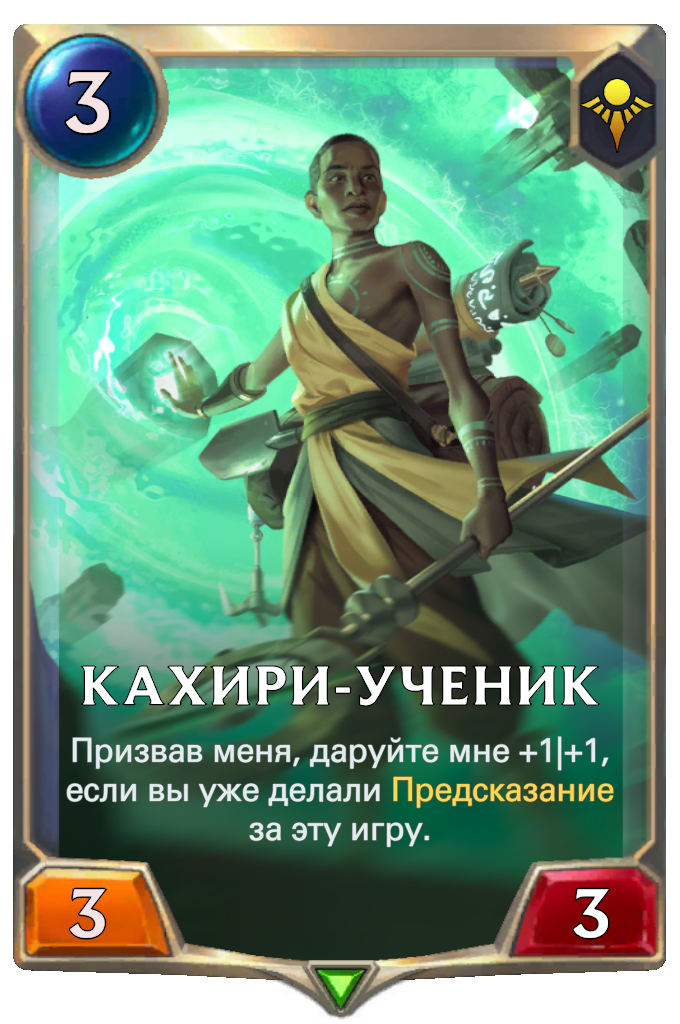 3
КАХИРИ-УЧЕНИК
Призвав меня, даруйте мне +1|+1,
если вы уже делали Предсказание
за эту игру.
3
3